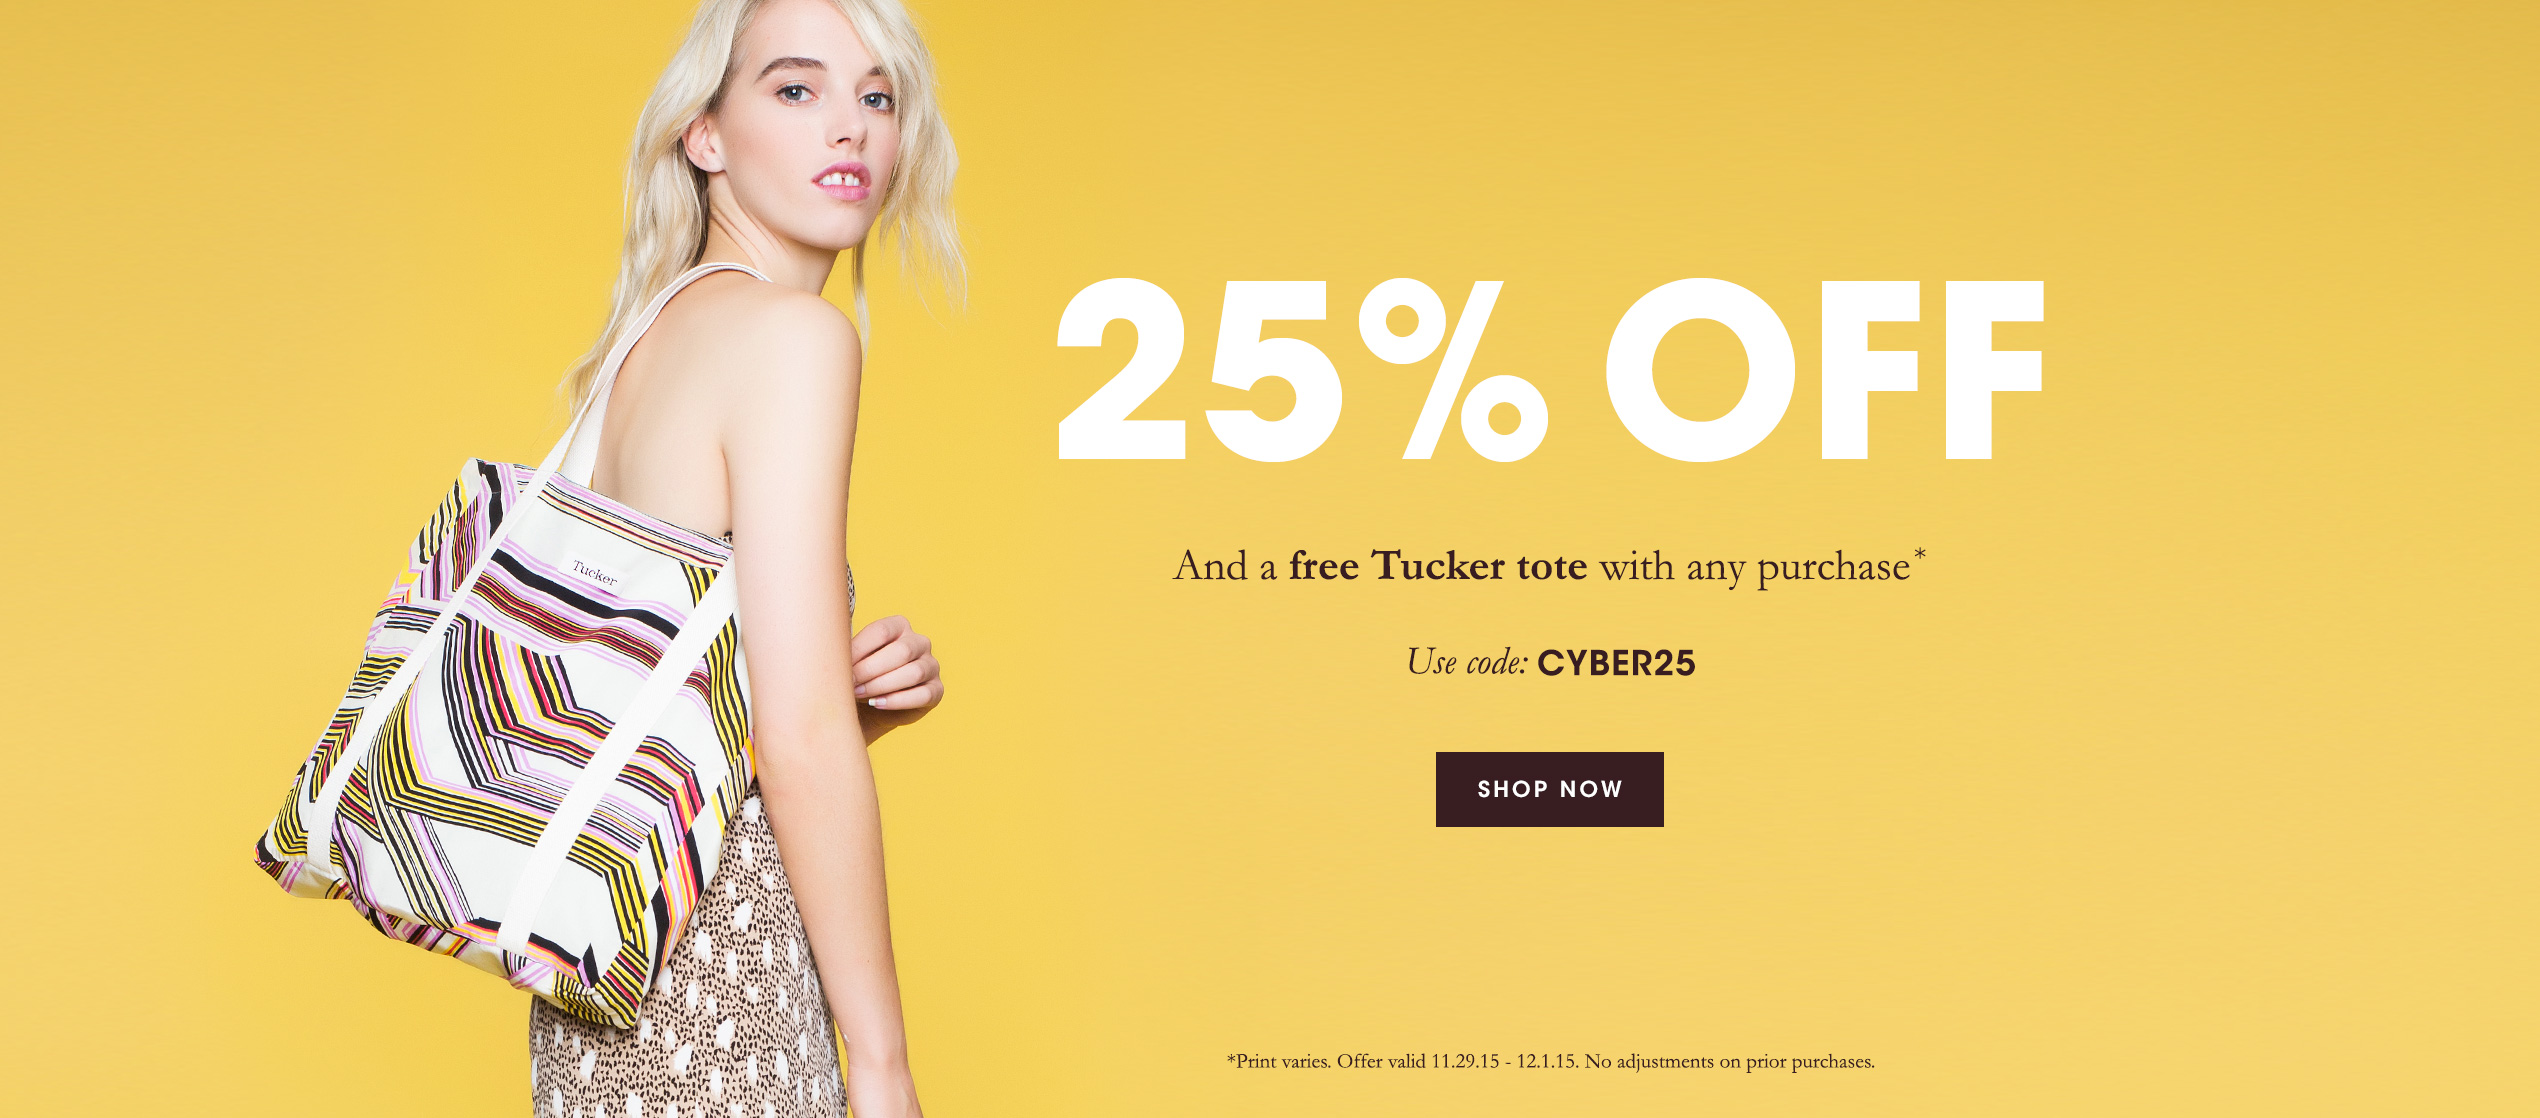 25% OFF
Tucker
And a free Tucker tote with any purchase*
Use code: CYBER25
SHOP NOW
*Print varies. Offer valid 11.29.15 - 12.1.15. No adjustments on prior purchases.